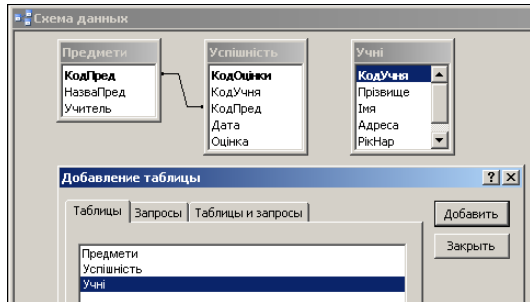 Схема данных
Предмети
КодПред
НазваПред
Учитель
Успішність
КодОцінки
КодУчня
КодПред
Дата
Оцінка
Учні
КодУчня
Прізвище
Імя
Адреса
РікНар
Добавление таблицы
Таблицы
Запросы
Таблицы и запросы
Добавить
Закрыть
Предмети
Успішність
Учні